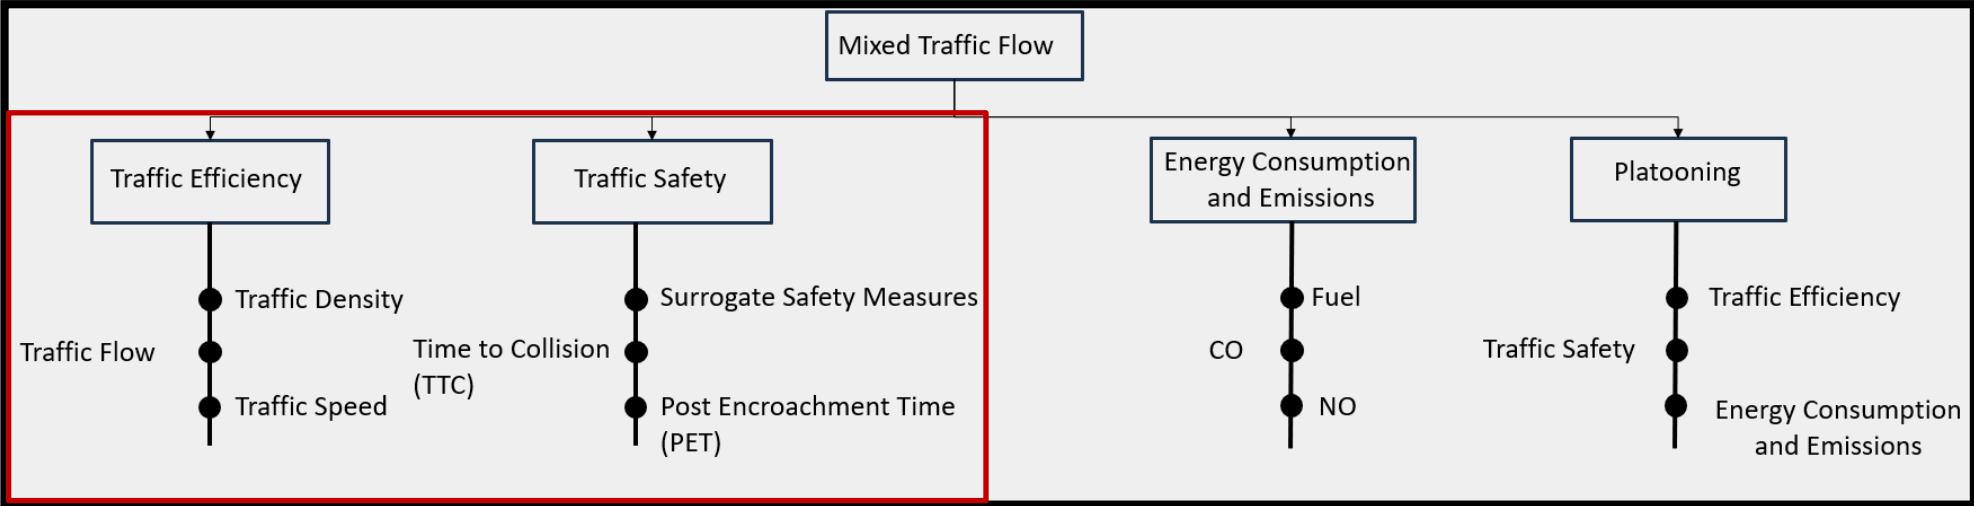 Mixed Traffic Flow
Traffic Efficiency
Traffic Density
Traffic Flow
Traffic Speed
Traffic Safety
Surrogate Safety Measures
Time to Collision
(TTC)
Post Encroachment Time
(PET)
Energy Consumption
and Emissions
Fuel
CO
NO
Platooning
Traffic Efficiency
Traffic Safety
Energy Consumption
and Emissions